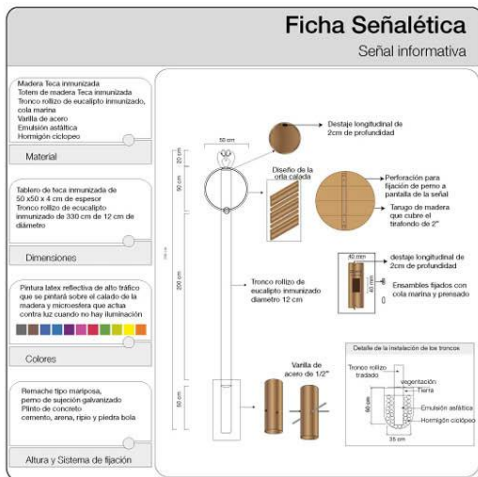 Ficha Señalética
Señal informativa
Madera Teca inmunizada
Totem de madera Teca inmunizada
Tronco rollizo de eucalipto inmunizado,
cola marina
Varilla de acero
Emulsión asfáltica
Hormigón ciclopeo
Material
Tablero de teca inmunizada de
50 x50 x 4 cm de espesor
Tronco rollizo de eucalipto
inmunizado de 330 cm de 12 cm de
diámetro
Dimensiones
Pintura latex reflectiva de alto tráfico
que se pintará sobre el calado de la
madera y microesfera que actua
contra luz cuando no hay iluminación
Colores
Remache tipo mariposa,
perno de sujeción galvanizado
Plinto de concreto
cemento, arena, ripio y piedra bola
Altura y Sistema de fijación
50 cm
20 cm
50 cm
200 cm
50 cm
Destaje longitudinal de
2cm de profundidad
Diseño de la
orla calada
Perforación para
fijación de perno a
pantalla de la señal
Tarugo de madera
que cubre el
tirafondo de 2"
Tronco rollizo de
eucalipto inmunizado
diametro 12 cm
destaje longitudinal de
2cm de profundidad
Ensambles fijados con
cola marina y prensado
Varilla de
acero de 1/2"
Detalle de la instalación de los troncos
Tronco rollizo
tratado
vegentación
Tierra
Emulsión asfáltica
Hormigón ciclópeo